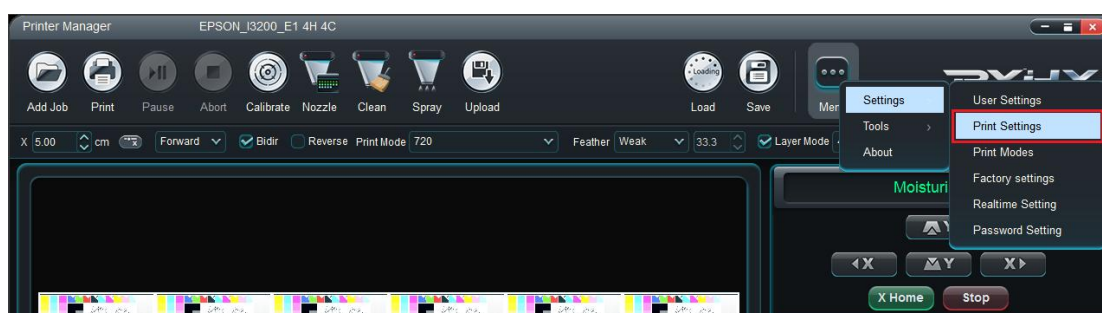 Printer Manager EPSON_I3200_E1 4H 4C
Add Job Print Pause Abort Calibrate Nozzle Clean Spray Upload Loading Load Save
Settings User Settings
Tools Print Settings
About Print Modes
Factory settings
Realtime Setting
Password Setting
X 5.00 cm Forward Bidir Reverse Print Mode 720 Feather Weak 33.3 Layer Mode
Y
X Y X
X Home Stop